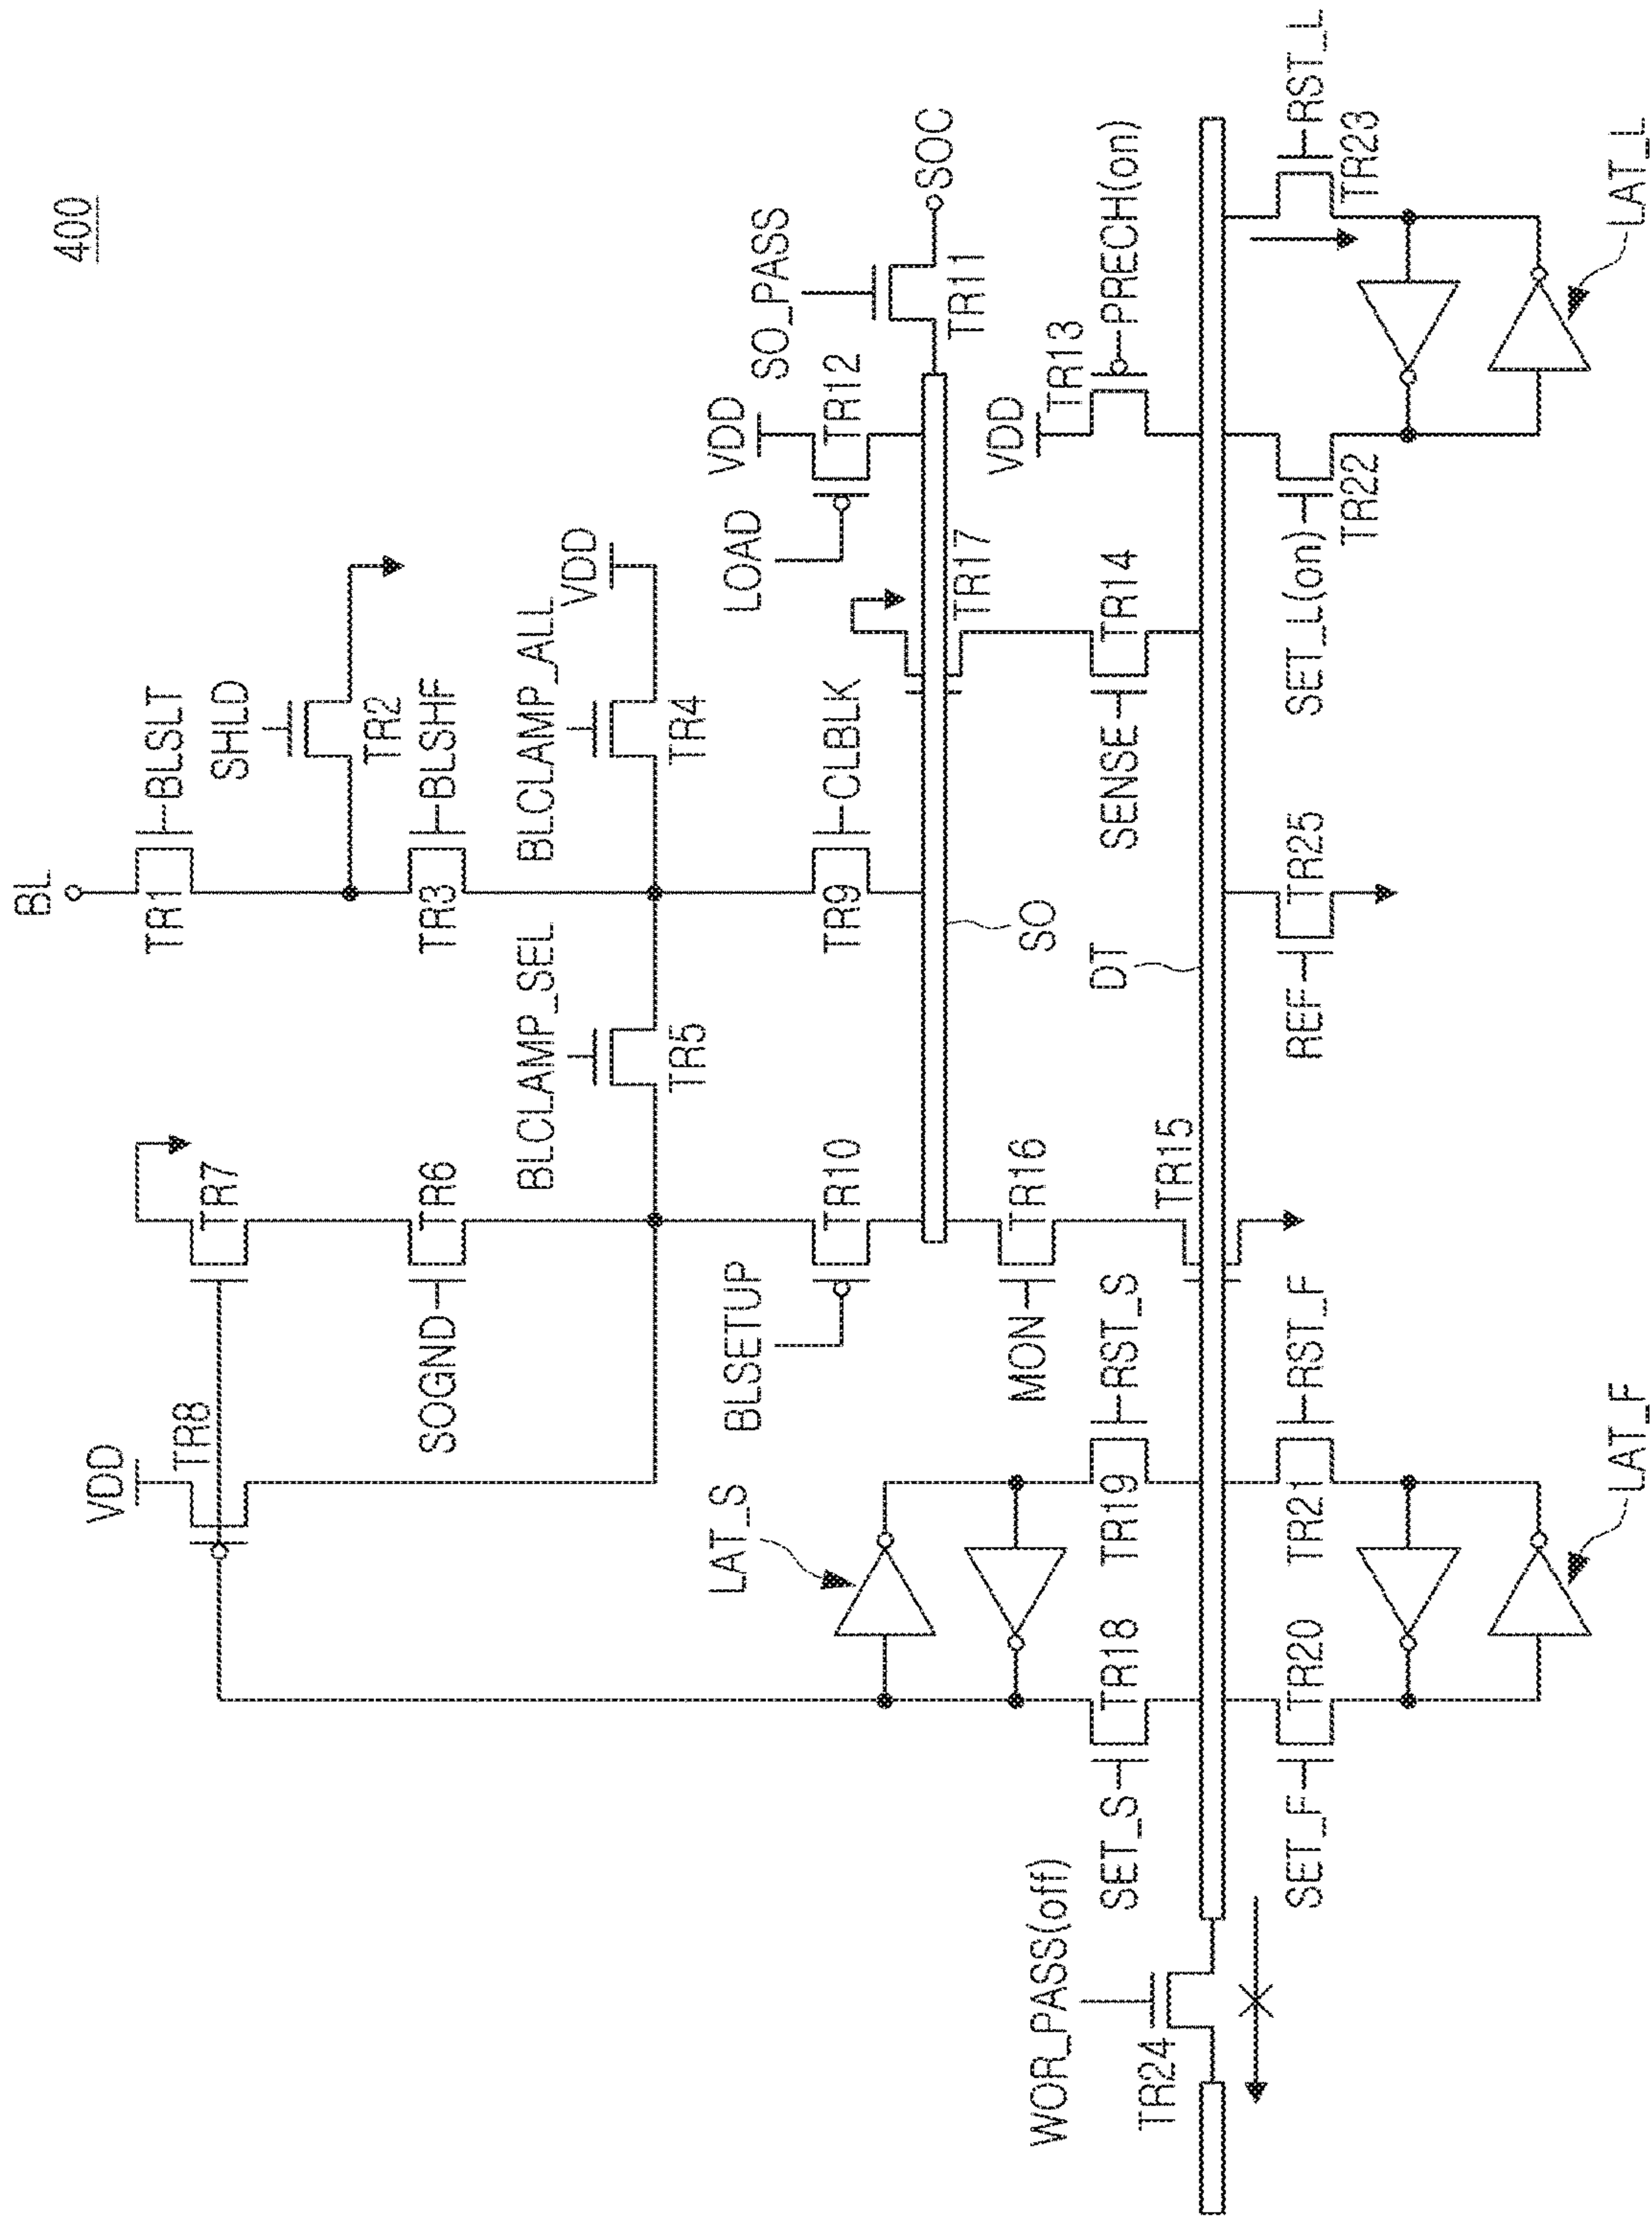 400
BL
TR1
BLSLT
SHLD
TR2
TR3
BLSHF
BLCLAMP_ALL
VDD
TR4
BLCLAMP_SEL
TR5
VDD
TR8
TR7
TR6
SOGND
BLSETUP
TR10
TR9
CLBLK
LOAD
VDD
TR12
SO_PASS
TR11
SOC
SO
TR17
MON
TR16
SENSE
TR14
VDD
TR13
PRECH(on)
LAT_S
SET_S
TR18
TR19
RST_S
TR15
DT
WOR_PASS(off)
TR24
SET_F
TR20
TR21
RST_F
REF
TR25
SET_L(on)
TR22
TR23
RST_L
LAT_F
LAT_L